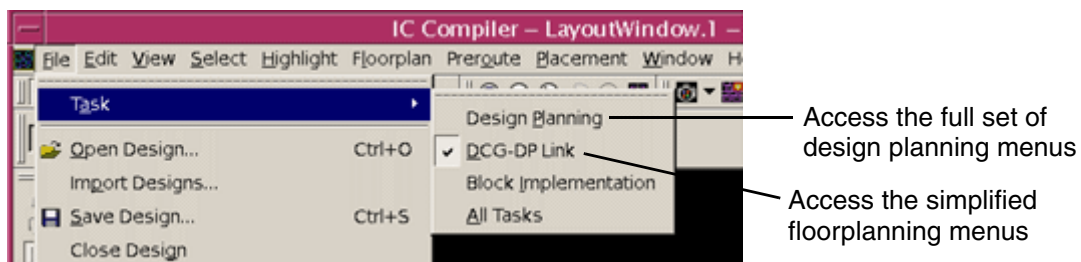 IC Compiler – LayoutWindow.1 –
File Edit View Select Highlight Floorplan Preroute Placement Window H
Task
Design Planning
Access the full set of
design planning menus
Open Design... Ctrl+O
DCG-DP Link
Import Designs...
Block Implementation
Access the simplified
floorplanning menus
Save Design... Ctrl+S
All Tasks
Close Design